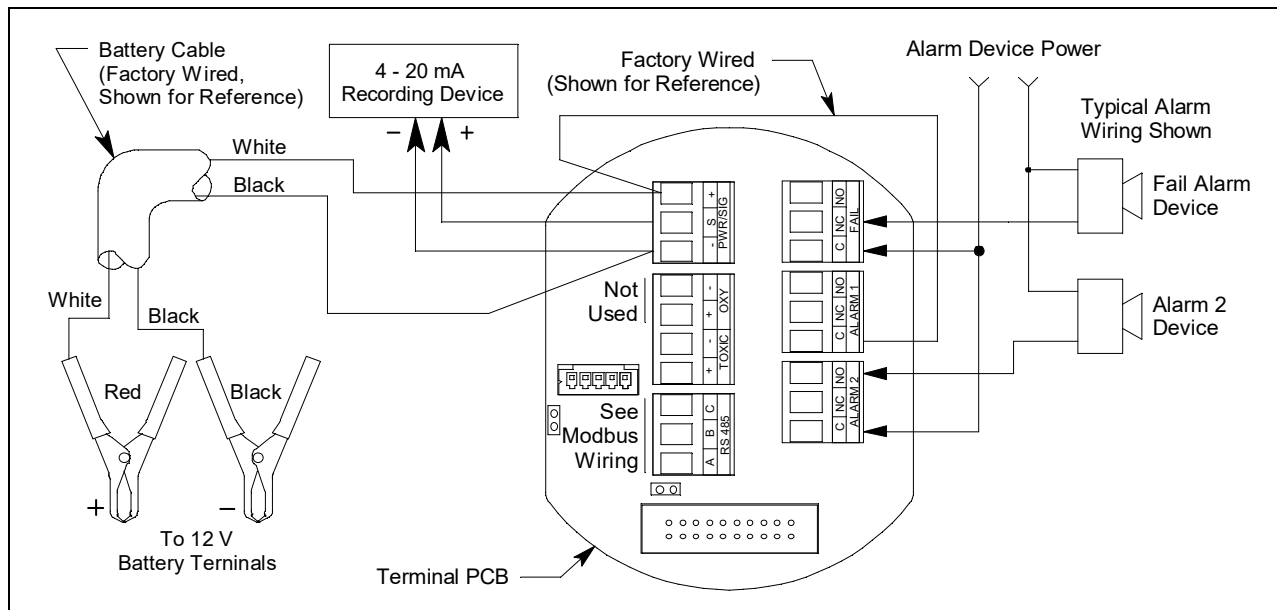 Battery Cable
(Factory Wired,
Shown for Reference)
4 - 20 mA
Recording Device
− +
Factory Wired
(Shown for Reference)
Alarm Device Power
Typical Alarm
Wiring Shown
White
Black
Fail Alarm
Device
Alarm 2
Device
White
Black
Red
Black
+
−
To 12 V
Battery Terninals
Terminal PCB
Not
Used
See
Modbus
Wiring
- S +
PWR/SIG
+ - + -
TOXIC OXY
A B C
RS 485
C NC NO
FAIL
C NC NO
ALARM 1
C NC NO
ALARM 2